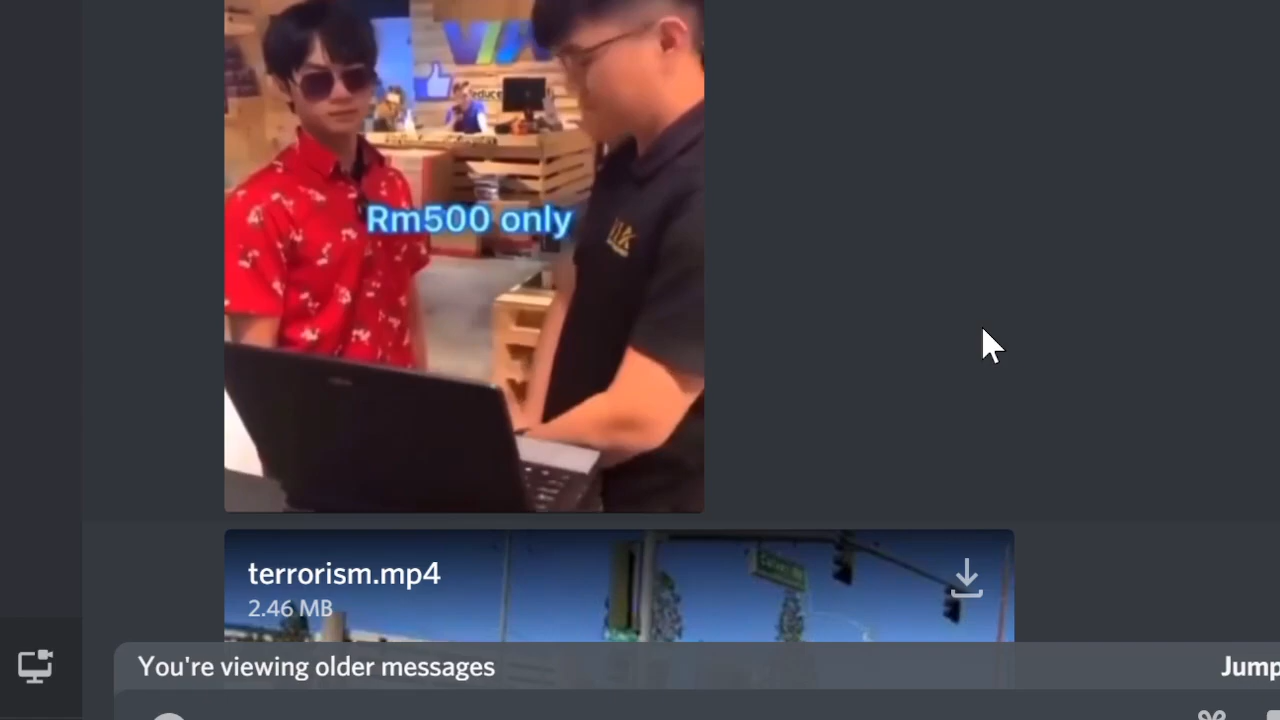 Rm500 only
terrorism.mp4
2.46 MB
You're viewing older messages
Jump